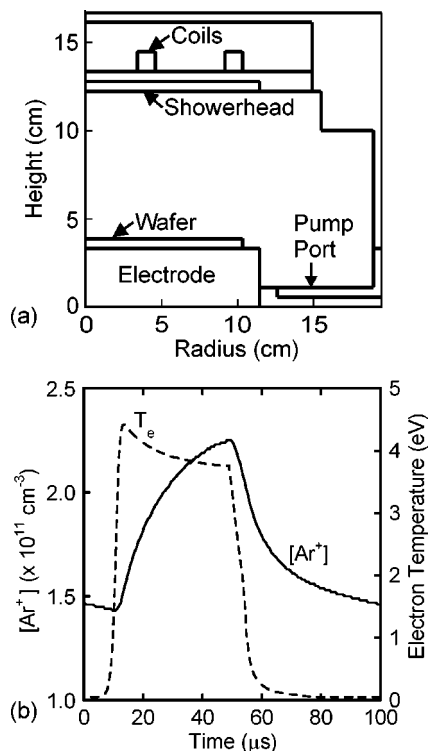 15
10
5
0
Height (cm)
Coils
Showerhead
Wafer
Electrode
Pump
Port
(a)
0 5 10 15
Radius (cm)
2.5
2.0
1.5
1.0
[Ar+] (x 10¹¹ cm⁻³)
Tₑ
[Ar⁺]
5
4
3
2
1
0
Electron Temperature (eV)
(b)
0 20 40 60 80 100
Time (μs)